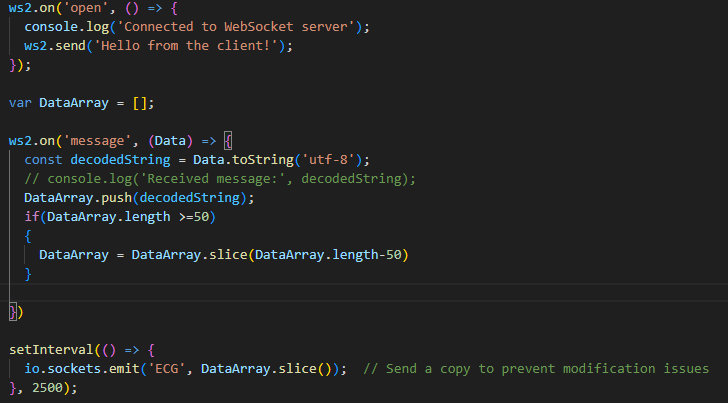 ws2.on('open', () => {
  console.log('Connected to WebSocket server');
  ws2.send('Hello from the client!');
});

var DataArray = [];

ws2.on('message', (Data) => {
  const decodedString = Data.toString('utf-8');
  // console.log('Received message:', decodedString);
  DataArray.push(decodedString);
  if(DataArray.length >=50)
  {
    DataArray = DataArray.slice(DataArray.length-50)
  }

})

setInterval(() => {
  io.sockets.emit('ECG', DataArray.slice());  // Send a copy to prevent modification issues
}, 2500);